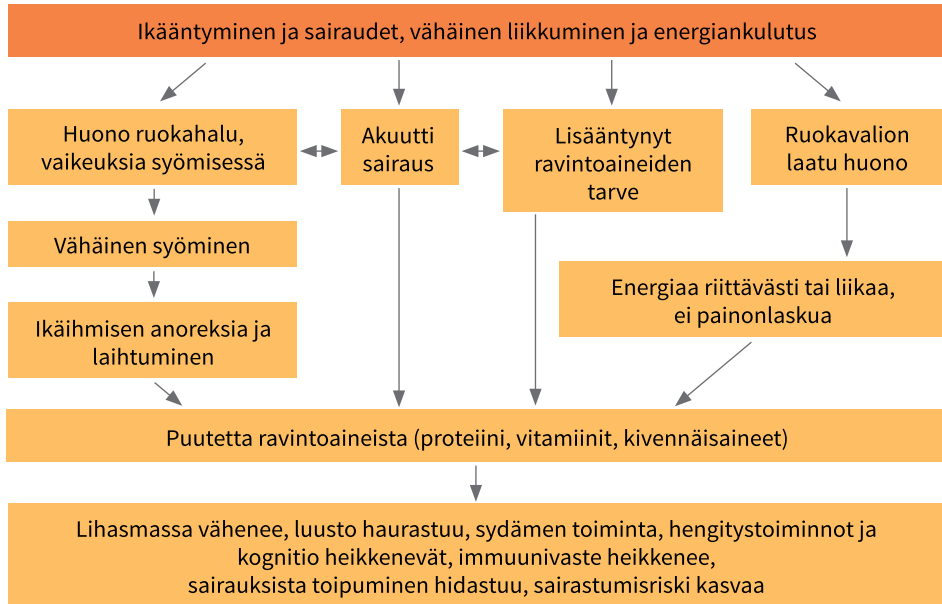 Ikääntyminen ja sairaudet, vähäinen liikkuminen ja energiankulutus
Huono ruokahalu,
vaikeuksia syömisessä
Akuutti
sairaus
Lisääntynyt
ravintoaineiden
tarve
Ruokavalion
laatu huono
Vähäinen syöminen
Energiaa riittävästi tai liikaa,
ei painonlaskua
Ikäihmisen anoreksia ja
laihtuminen
Puutetta ravintoaineista (proteiini, vitamiinit, kivennäisaineet)
Lihasmassa vähenee, luusto haurastuu, sydämen toiminta, hengitystoiminnot ja
kognitio heikkenevät, immuunivaste heikkenee,
sairauksista toipuminen hidastuu, sairastumisriski kasvaa